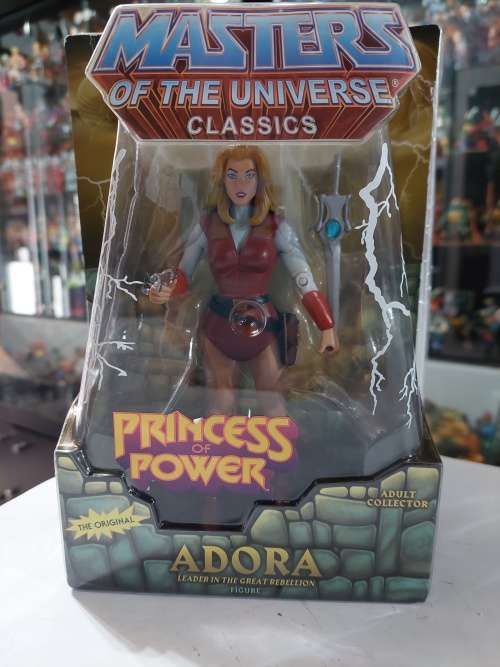 MASTERS
OF THE UNIVERSE®
CLASSICS
PRINCESS
OF
POWER
ADULT
COLLECTOR
THE ORIGINAL
ADORA
LEADER IN THE GREAT REBELLION
FIGURE